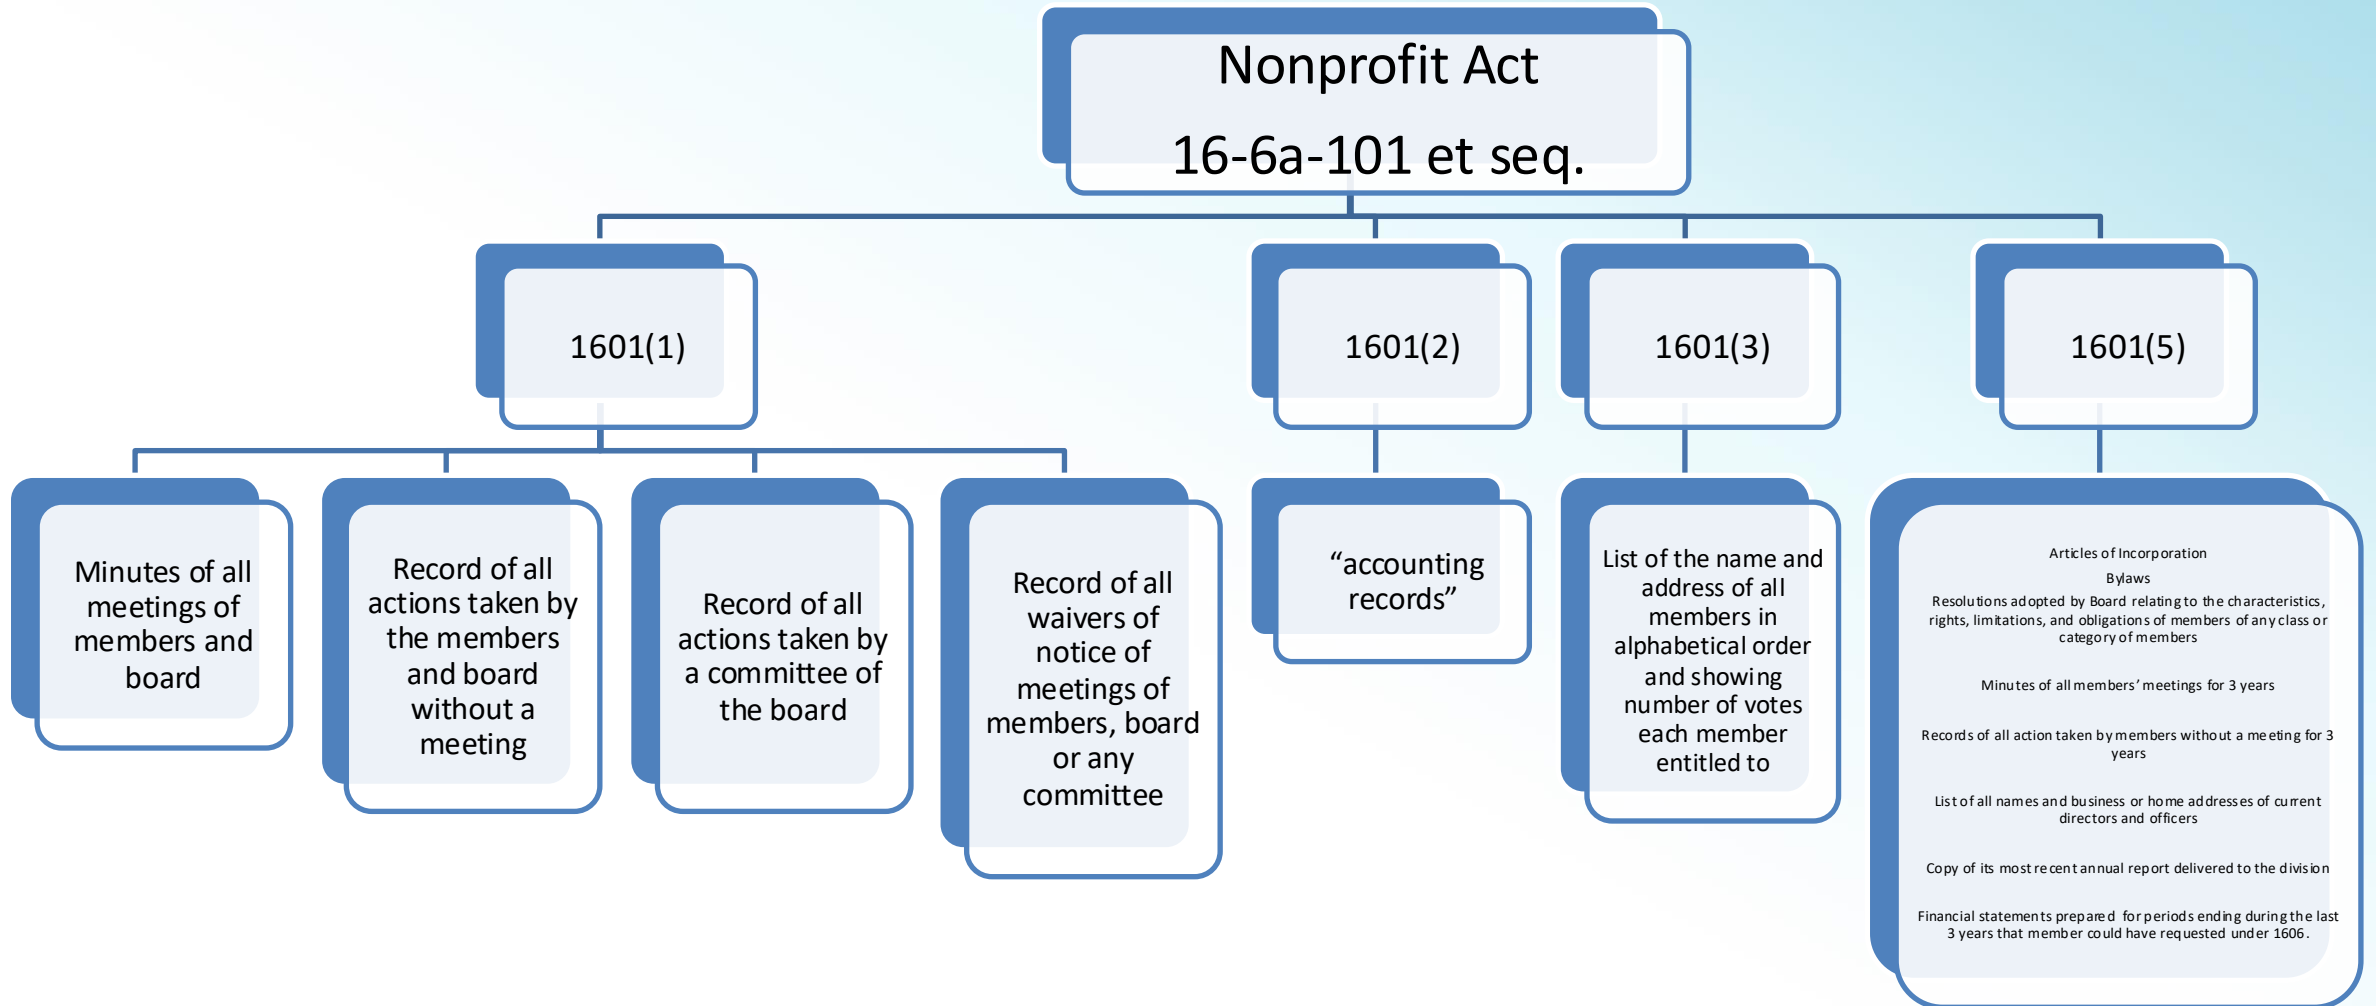 Nonprofit Act
16-6a-101 et seq.
1601(1)
1601(2)
1601(3)
1601(5)
Minutes of all
meetings of
members and
board
Record of all
actions taken by
the members
and board
without a
meeting
Record of all
actions taken by
a committee of
the board
Record of all
waivers of
notice of
meetings of
members, board
or any
committee
“accounting
records”
List of the name and
address of all
members in
alphabetical order
and showing
number of votes
each member
entitled to
Articles of Incorporation
Bylaws
Resolutions adopted by Board relating to the characteristics,
rights, limitations, and obligations of members of any class or
category of members
Minutes of all members’ meetings for 3 years
Records of all action taken by members without a meeting for 3
years
List of all names and business or home addresses of current
directors and officers
Copy of its most recent annual report delivered to the division
Financial statements prepared for periods ending during the last
3 years that member could have requested under 1606.